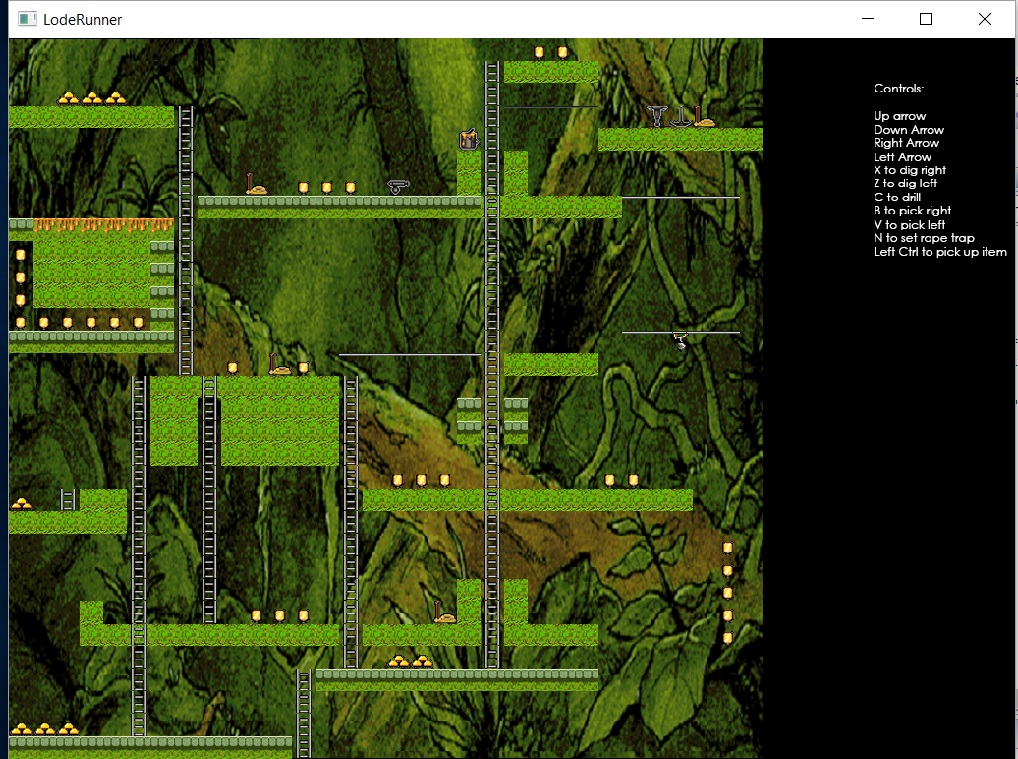 LodeRunner
Controls:
Up arrow
Down Arrow
Right Arrow
Left Arrow
X to dig right
Z to dig left
C to drill
B to pick right
V to pick left
N to set rope trap
Left Ctrl to pick up item